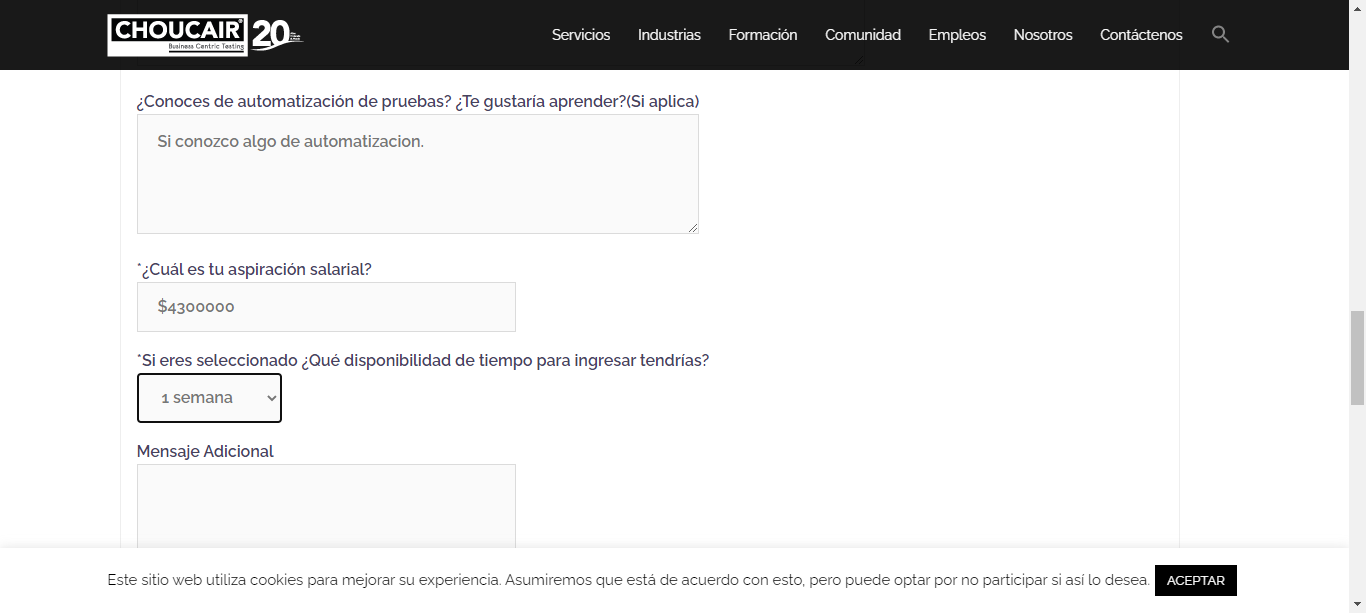 CHOUCAIR
Business Centric Testing
20
Servicios
Industrias
Formación
Comunidad
Empleos
Nosotros
Contáctenos
¿Conoces de automatización de pruebas? ¿Te gustaría aprender?(Si aplica)
Si conozco algo de automatizacion.
*¿Cuál es tu aspiración salarial?
$4300000
*Si eres seleccionado ¿Qué disponibilidad de tiempo para ingresar tendrías?
1 semana
Mensaje Adicional
Este sitio web utiliza cookies para mejorar su experiencia. Asumiremos que está de acuerdo con esto, pero puede optar por no participar si así lo desea.
ACEPTAR